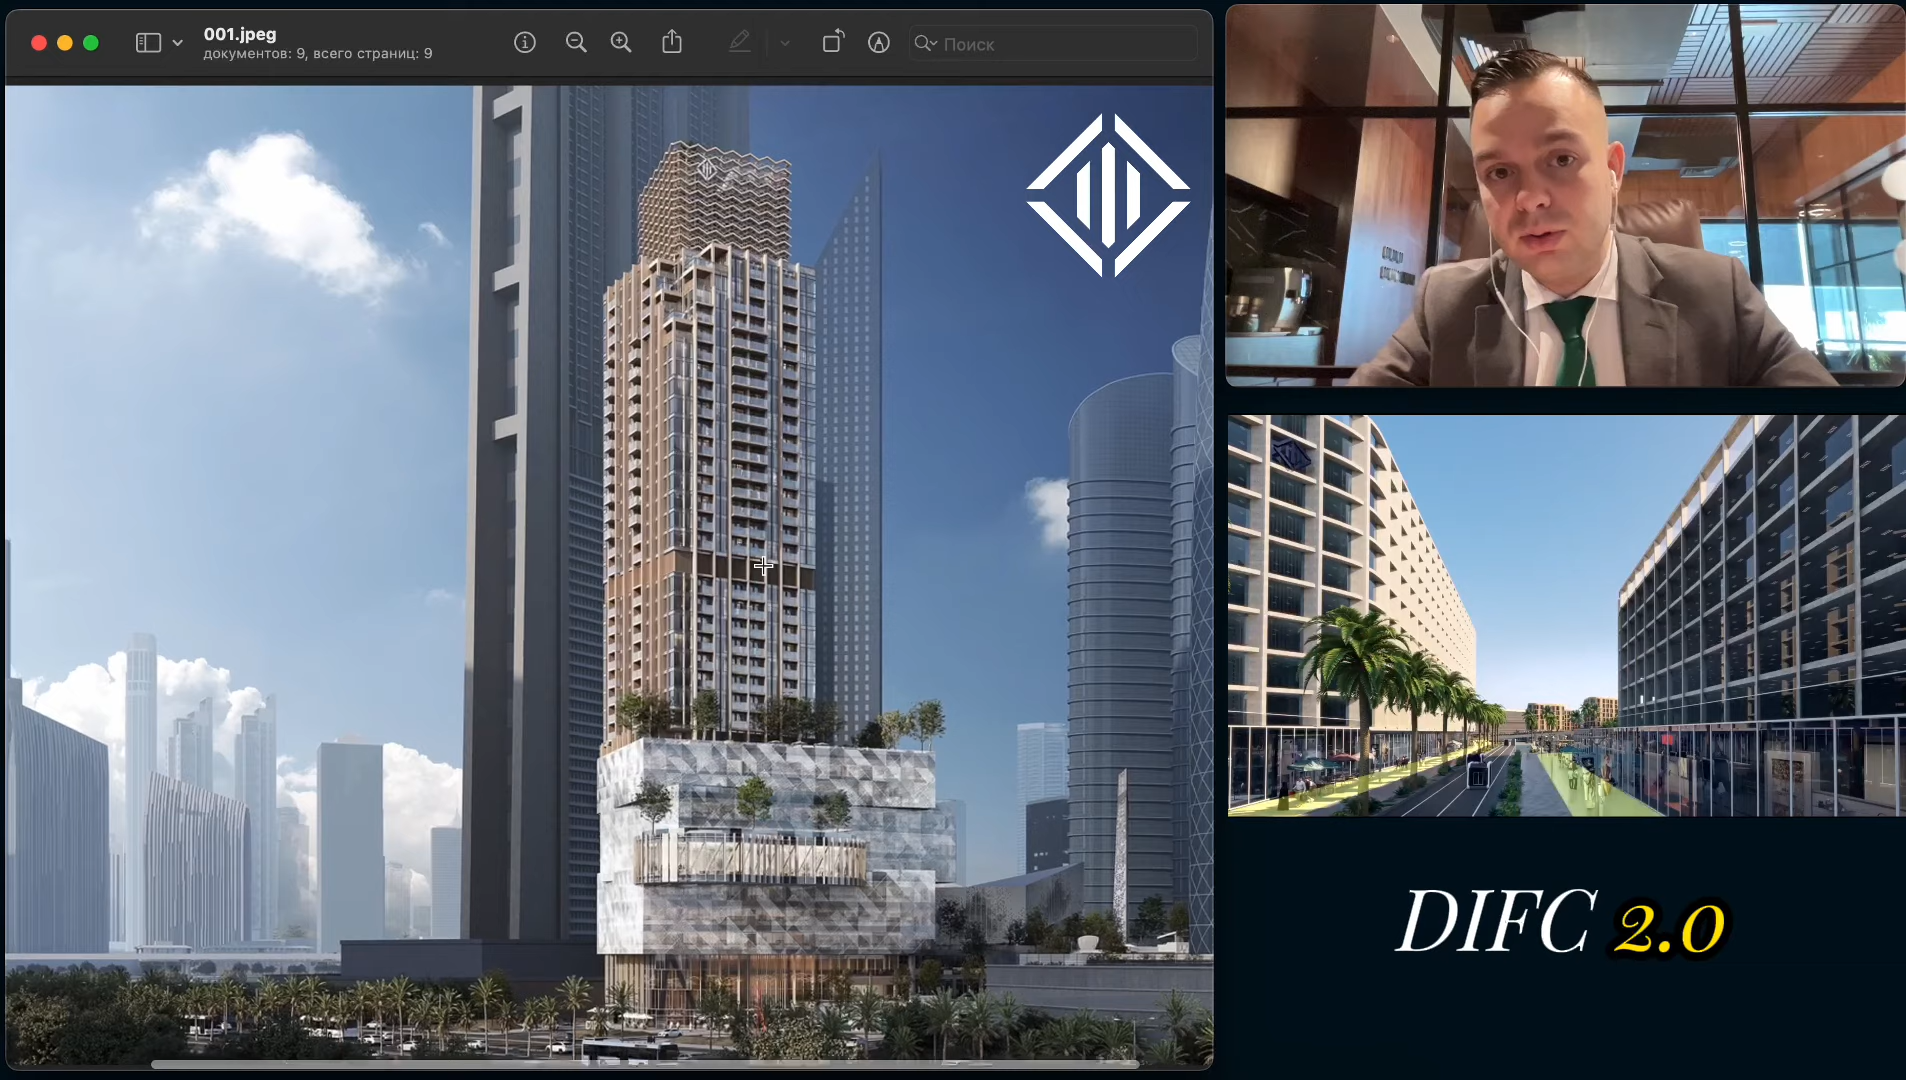 001.jpeg
документов: 9, всего страниц: 9
Поиск
DIFC 2.0